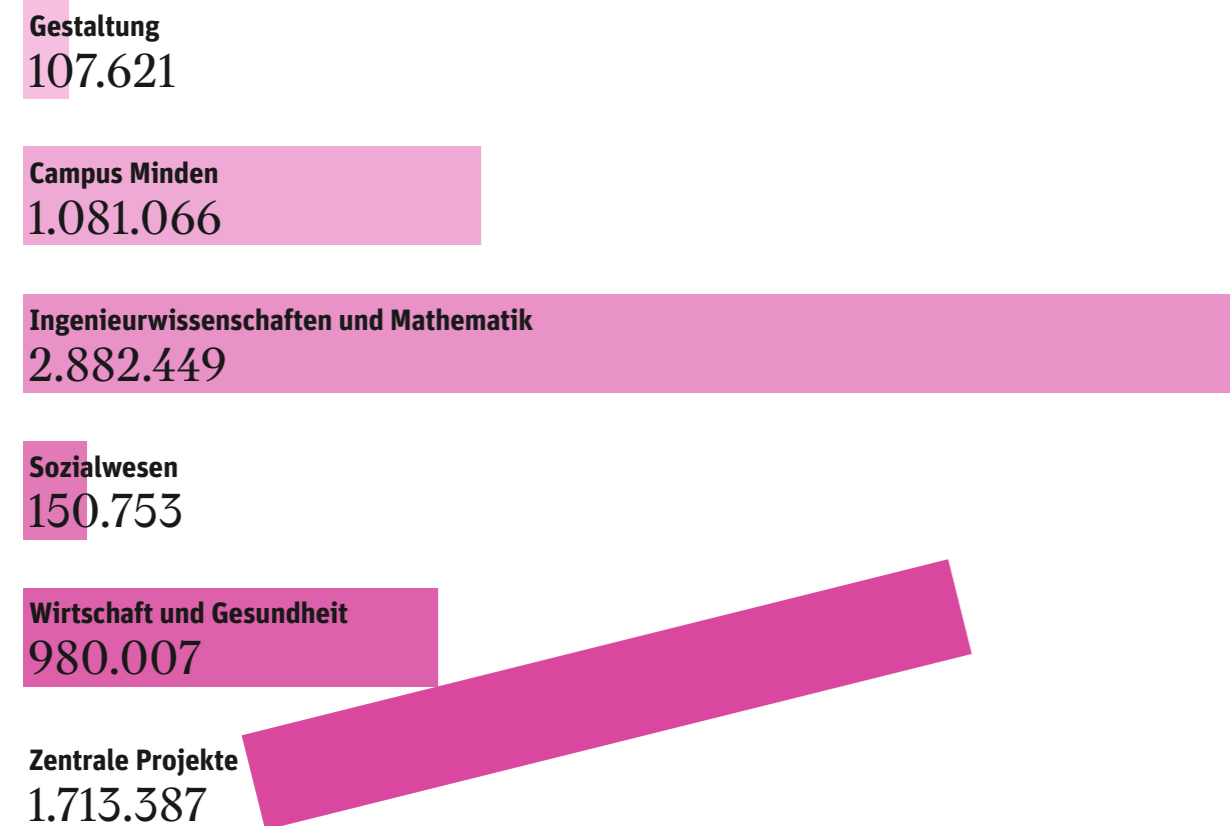 Gestaltung
107.621
Campus Minden
1.081.066
Ingenieurwissenschaften und Mathematik
2.882.449
Sozialwesen
150.753
Wirtschaft und Gesundheit
980.007
Zentrale Projekte
1.713.387